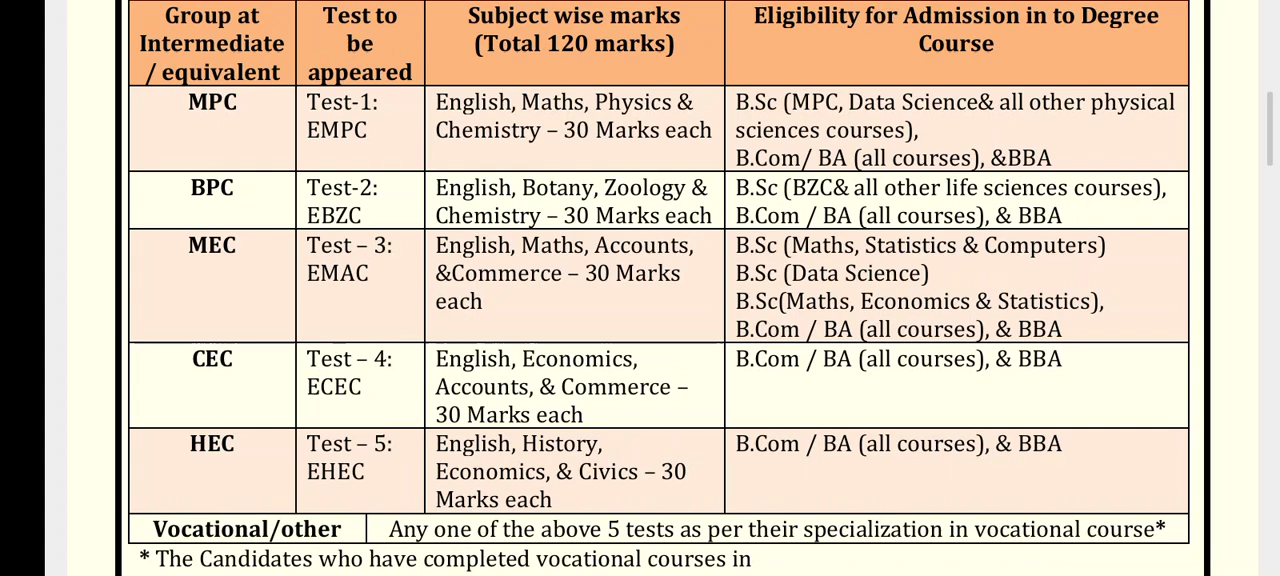 Group at Intermediate / equivalent
Test to be appeared
Subject wise marks (Total 120 marks)
Eligibility for Admission in to Degree Course
MPC
Test-1:
EMPC
English, Maths, Physics &
Chemistry – 30 Marks each
B.Sc (MPC, Data Science& all other physical
sciences courses),
B.Com/ BA (all courses), &BBA
BPC
Test-2:
EBZC
English, Botany, Zoology &
Chemistry – 30 Marks each
B.Sc (BZC& all other life sciences courses),
B.Com / BA (all courses), & BBA
MEC
Test – 3:
EMAC
English, Maths, Accounts,
&Commerce – 30 Marks
each
B.Sc (Maths, Statistics & Computers)
B.Sc (Data Science)
B.Sc(Maths, Economics & Statistics),
B.Com / BA (all courses), & BBA
CEC
Test – 4:
ECEC
English, Economics,
Accounts, & Commerce –
30 Marks each
B.Com / BA (all courses), & BBA
HEC
Test – 5:
EHEC
English, History,
Economics, & Civics – 30
Marks each
B.Com / BA (all courses), & BBA
Vocational/other
Any one of the above 5 tests as per their specialization in vocational course*
* The Candidates who have completed vocational courses in